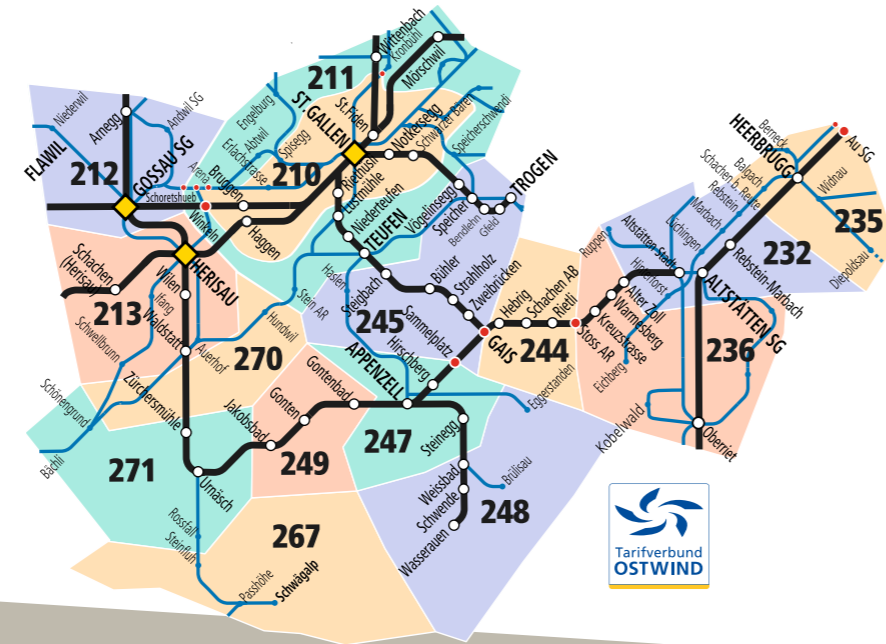 Wittenbach
Kronbühl
Mörschwil
211
ST. GALLEN
St. Fiden
Engelburg
Abtwil
Erlachstrasse
Spisegg
Notkersegg
Schwarzer Bären
Speicherschwendi
Niederwil
Arnegg
Andwil SG
FLAWIL
212
GOSSAU SG
Schoretshueb
Arena
Bruggen
210
Riethüsli
Lustmühle
Niederteufen
TEUFEN
Vögelinsegg
Speicher
Bendlehn
Gfeld
TROGEN
Winkeln
Haggen
HERISAU
Schachen
(Herisau)
213
Wilen
Ifang
Waldstatt
Schwellbrunn
Auerhof
Hundwil
Stein AR
Haslen
Steigbach
Bühler
Strahlholz
Zweibrücken
245
Sammelplatz
Hirschberg
GAIS
Hebrig
Schachen AB
Rietli
Stoss AR
244
Kreuzstrasse
Warmesberg
Alter Zoll
Altstätten Stadt
Hinterforst
Eichberg
Ruppen
Lüchingen
Marbach
Rebstein
Schachen b. Reute
Balgach
Berneck
HEERBRUGG
Au SG
Widnau
235
Diepoldsau
232
Rebstein-Marbach
ALTSTÄTTEN SG
236
Oberriet
Kobelwald
Schönengrund
Bächli
Zürchersmühle
270
271
Urnäsch
Jakobsbad
Gonten
Gontenbad
249
APPENZELL
247
Eggerstanden
Steinegg
Weissbad
Schwende
Wasserauen
Brülisau
248
Rossfall
Steinfluh
267
Passhöhe
Schwägalp
Tarifverbund
OSTWIND